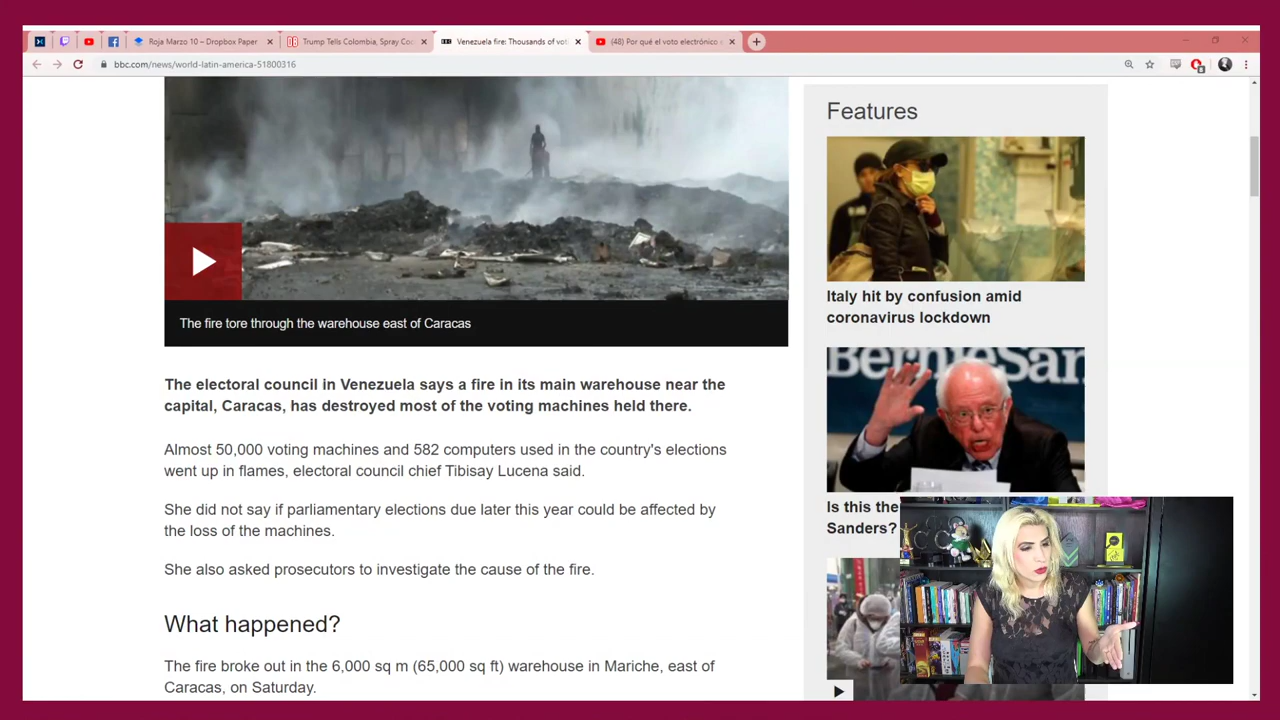 Roja Marzo 10 – Dropbox Paper
Trump Tells Colombia, Spray Coc
Venezuela fire: Thousands of voti
(48) Por qué el voto electrónico e
bbc.com/news/world-latin-america-51800316
The fire tore through the warehouse east of Caracas
The electoral council in Venezuela says a fire in its main warehouse near the
capital, Caracas, has destroyed most of the voting machines held there.
Almost 50,000 voting machines and 582 computers used in the country's elections
went up in flames, electoral council chief Tibisay Lucena said.
She did not say if parliamentary elections due later this year could be affected by
the loss of the machines.
She also asked prosecutors to investigate the cause of the fire.
What happened?
The fire broke out in the 6,000 sq m (65,000 sq ft) warehouse in Mariche, east of
Caracas, on Saturday.
Features
Italy hit by confusion amid
coronavirus lockdown
BernieSan
Is this the
Sanders?